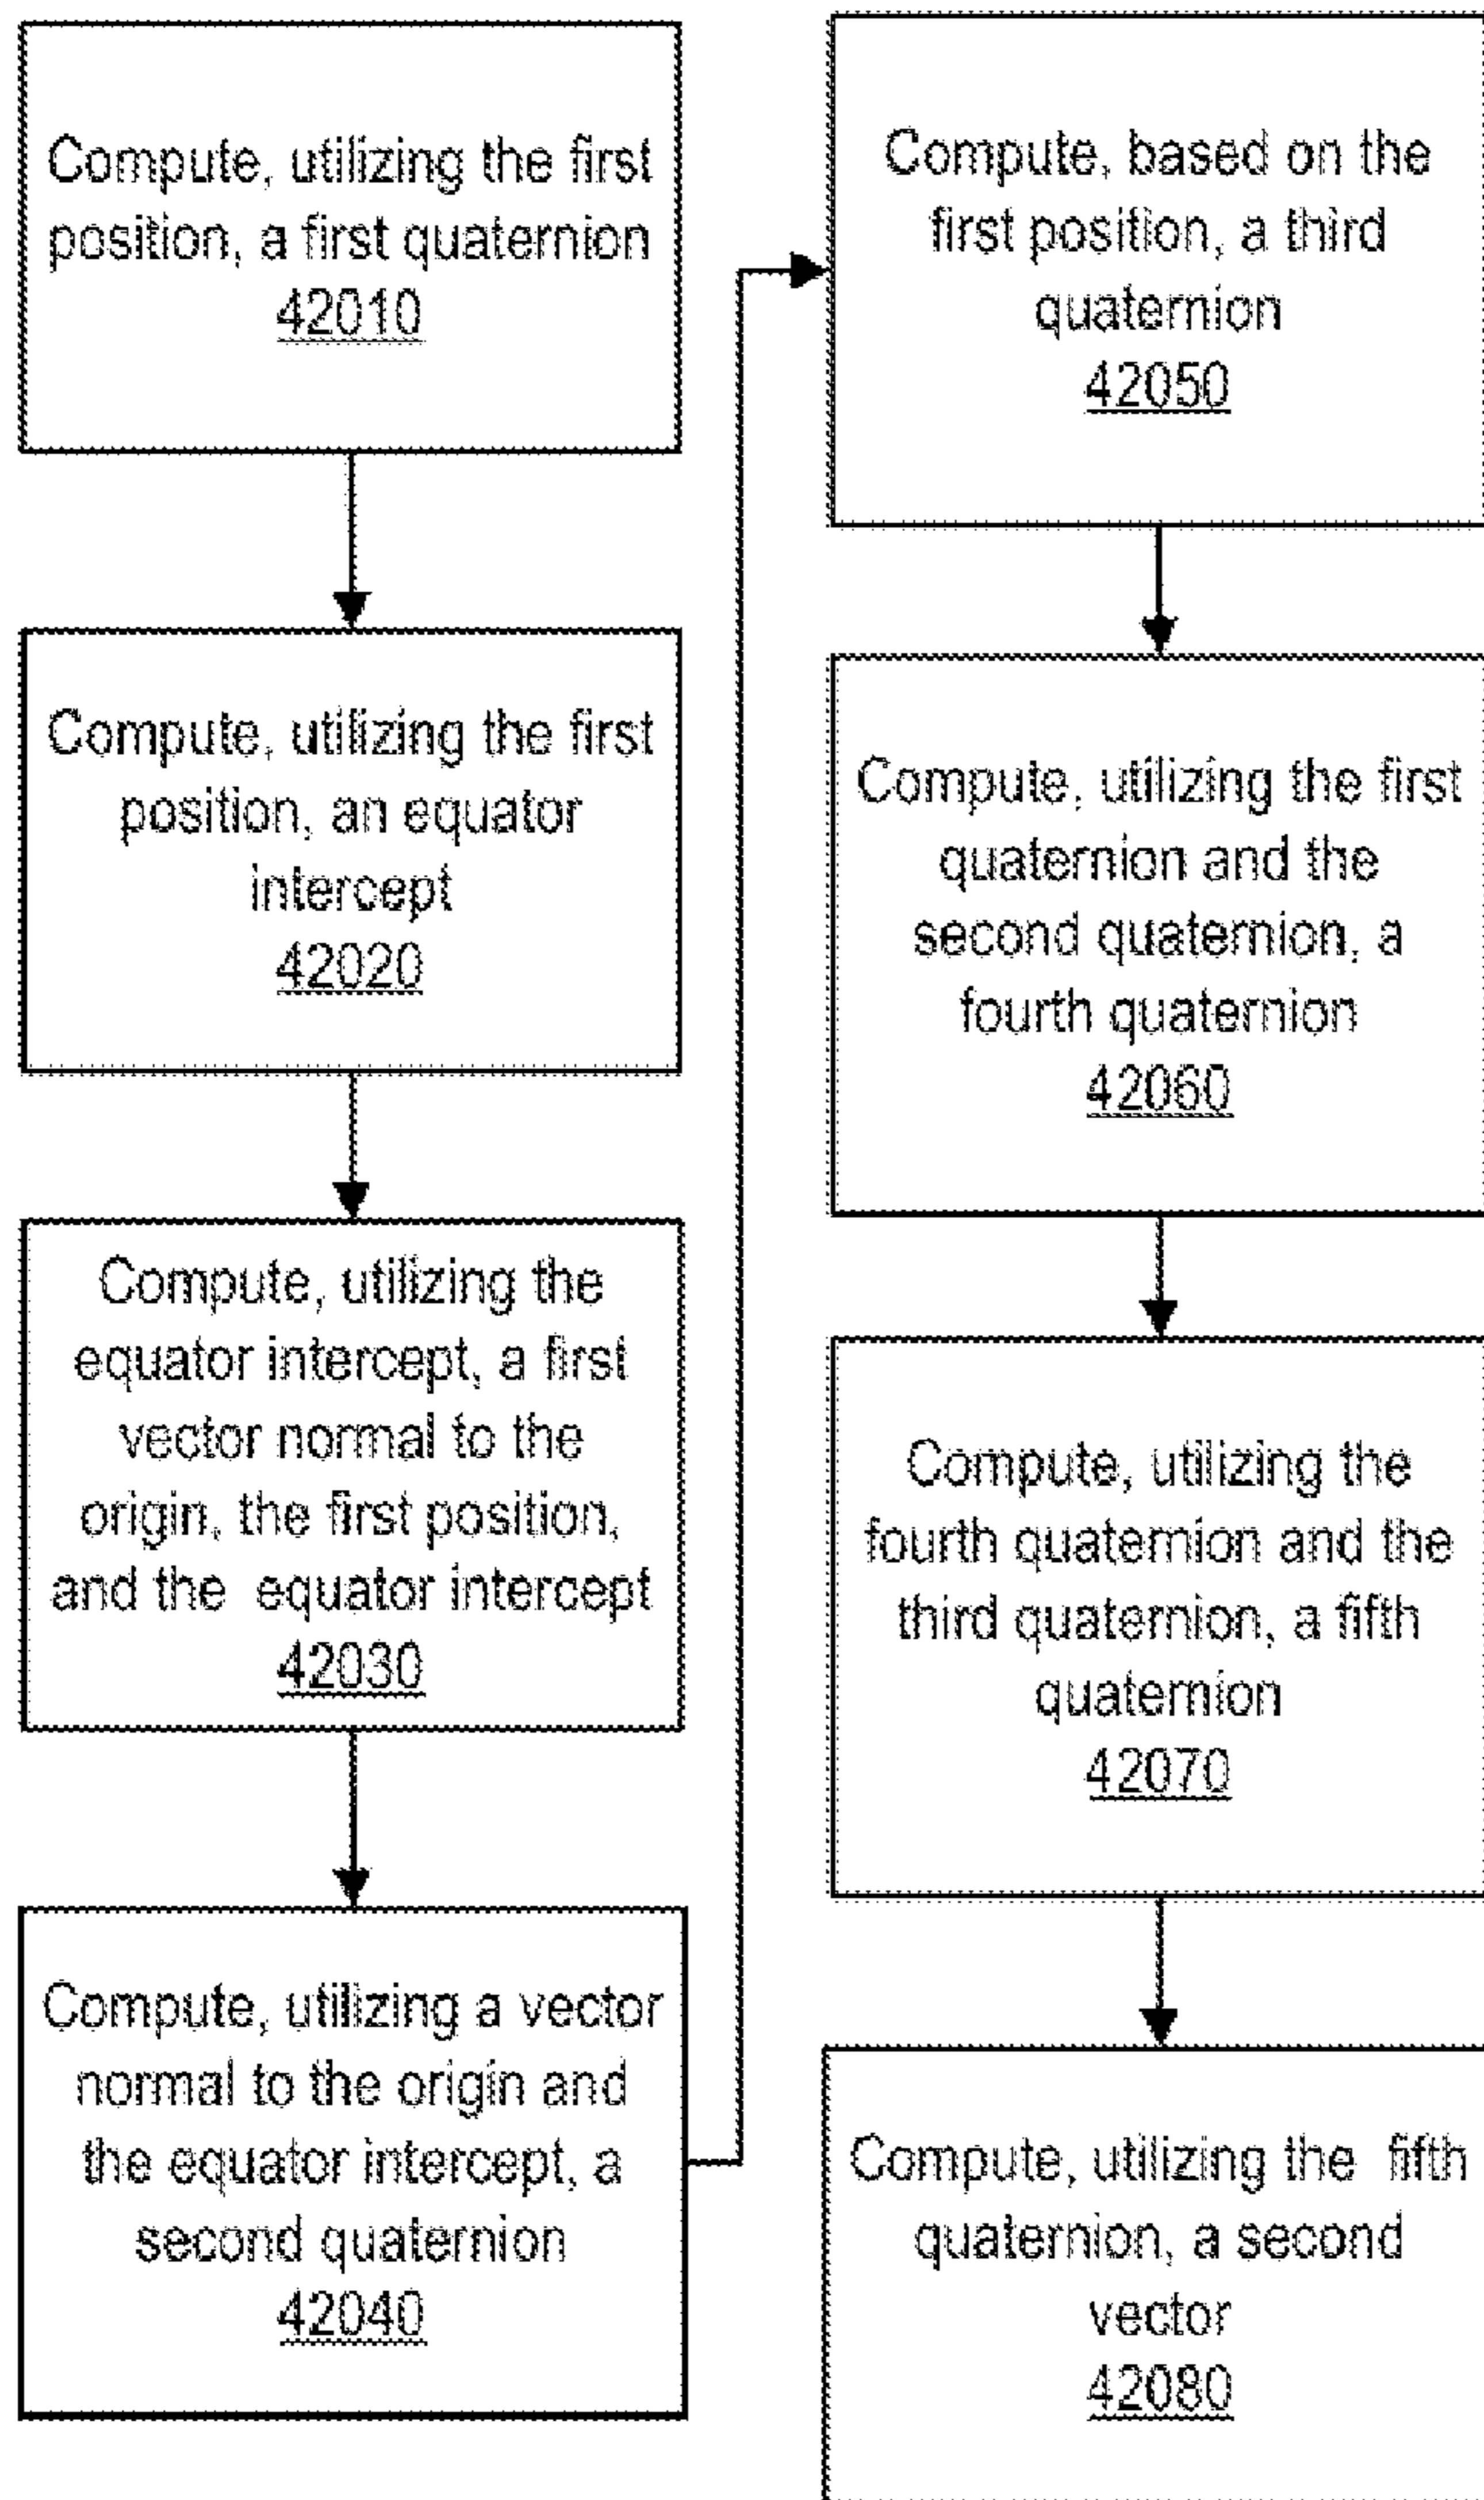 Compute, utilizing the first
position, a first quaternion
42010
Compute, utilizing the first
position, an equator
intercept
42020
Compute, utilizing the
equator intercept, a first
vector normal to the
origin, the first position,
and the equator intercept
42030
Compute, utilizing a vector
normal to the origin and
the equator intercept, a
second quaternion
42040
Compute, based on the
first position, a third
quaternion
42050
Compute, utilizing the first
quaternion and the
second quaternion, a
fourth quaternion
42060
Compute, utilizing the
fourth quaternion and the
third quaternion, a fifth
quaternion
42070
Compute, utilizing the fifth
quaternion, a second
vector
42080